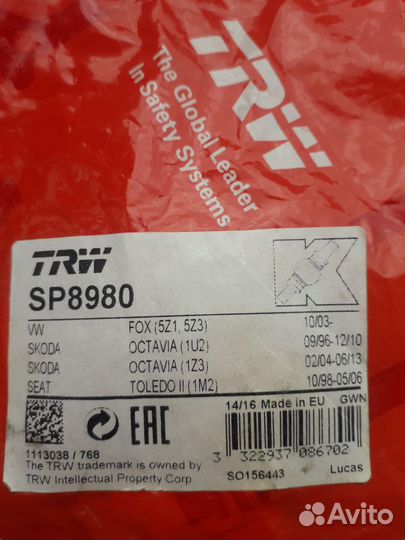 TRW
The Global Leader
In Safety Systems
TRW
SP8980
VW FOX (5Z1, 5Z3) 10/03-
SKODA OCTAVIA (1U2) 09/96-12/10
SKODA OCTAVIA (1Z3) 02/04-06/13
SEAT TOLEDO II (1M2) 10/98-05/06
14/16 Made in EU GWN
EAC
1113038 / 768
3 322937 086702
The TRW trademark is owned by
TRW Intellectual Property Corp
SO156443 Lucas
Avito